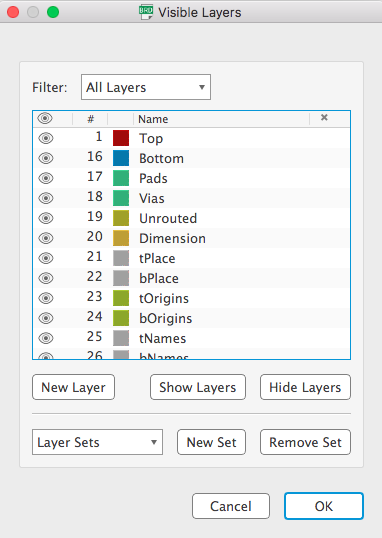 BRD Visible Layers
Filter: All Layers
# Name ×
1 Top
16 Bottom
17 Pads
18 Vias
19 Unrouted
20 Dimension
21 tPlace
22 bPlace
23 tOrigins
24 bOrigins
25 tNames
26 bNames
New Layer Show Layers Hide Layers
Layer Sets New Set Remove Set
Cancel OK